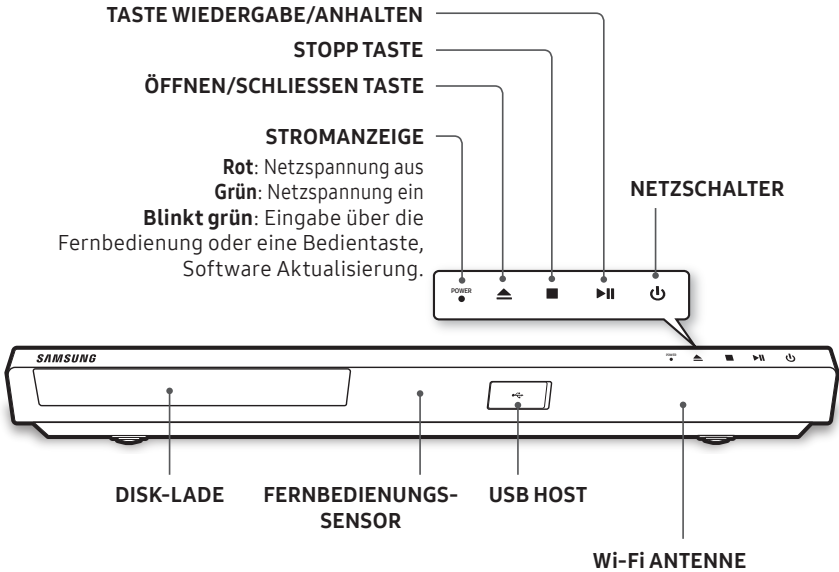 TASTE WIEDERGABE/ANHALTEN
STOPP TASTE
ÖFFNEN/SCHLIESSEN TASTE
STROMANZEIGE
Rot: Netzspannung aus
Grün: Netzspannung ein
Blinkt grün: Eingabe über die
Fernbedienung oder eine Bedientaste,
Software Aktualisierung.
NETZSCHALTER
POWER
SAMSUNG
POWER
DISK-LADE
FERNBEDIENUNGS-
SENSOR
USB HOST
Wi-Fi ANTENNE